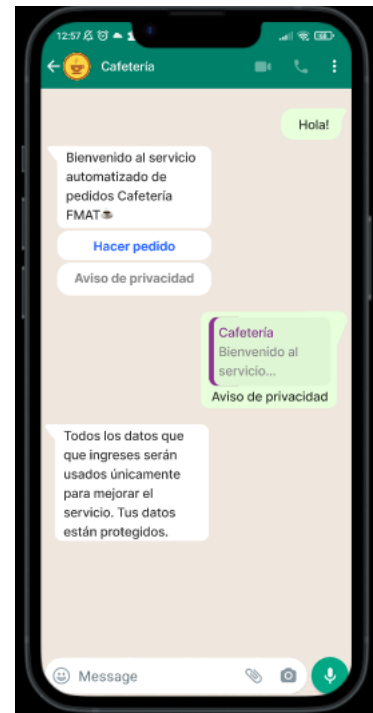 12:57
Cafetería
Hola!
Bienvenido al servicio
automatizado de
pedidos Cafetería
FMAT☕
Hacer pedido
Aviso de privacidad
Cafetería
Bienvenido al
servicio...
Aviso de privacidad
Todos los datos que
que ingreses serán
usados únicamente
para mejorar el
servicio. Tus datos
están protegidos.
Message